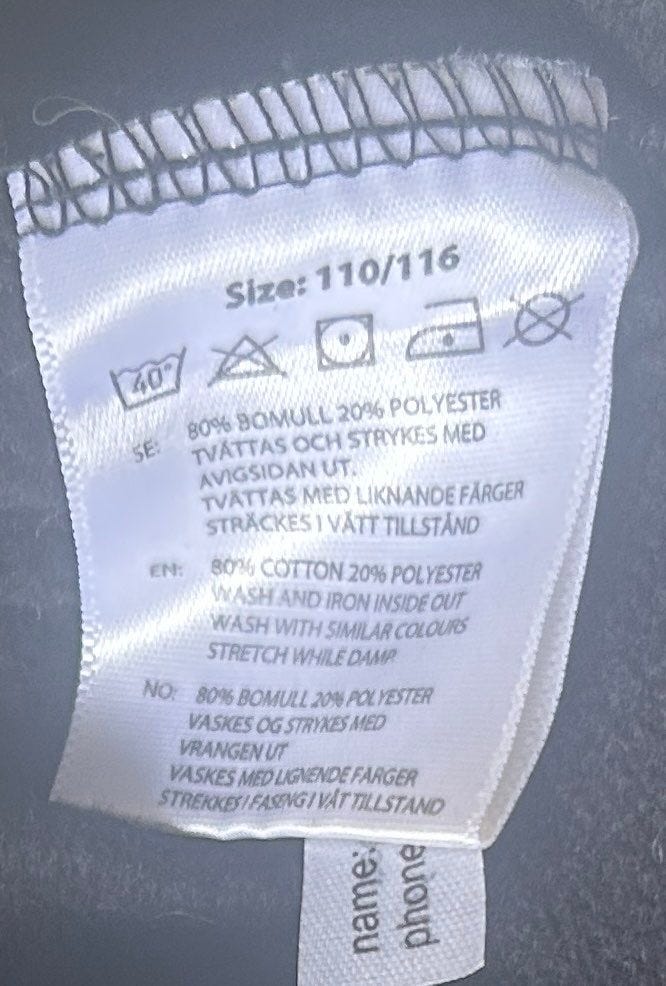 Size: 110/116
40°
SE: 80% BOMULL 20% POLYESTER
TVÄTTAS OCH STRYKES MED
AVIGSIDAN UT.
TVÄTTAS MED LIKNANDE FÄRGER
STRÄCKES I VÅTT TILLSTÅND
EN: 80% COTTON 20% POLYESTER
WASH AND IRON INSIDE OUT
WASH WITH SIMILAR COLOURS
STRETCH WHILE DAMP
NO: 80% BOMULL 20% POLYESTER
VASKES OG STRYKES MED
VRANGEN UT
VASKES MED LIGNENDE FARGER
STREKKES I FASENG I VÅT TILLSTAND
name:
phone